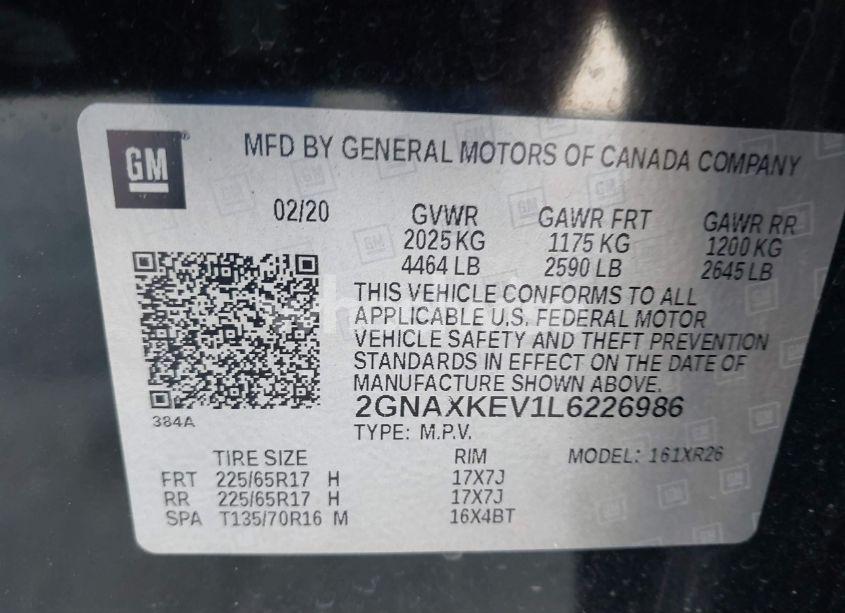 GM
MFD BY GENERAL MOTORS OF CANADA COMPANY
02/20
GVWR GAWR FRT GAWR RR
2025 KG 1175 KG 1200 KG
4464 LB 2590 LB 2645 LB
THIS VEHICLE CONFORMS TO ALL
APPLICABLE U.S. FEDERAL MOTOR
VEHICLE SAFETY AND THEFT PREVENTION
STANDARDS IN EFFECT ON THE DATE OF
MANUFACTURE SHOWN ABOVE.
2GNAXKEV1L6226986
384A
TYPE: M.P.V.
TIRE SIZE RIM MODEL: 161XR26
FRT 225/65R17 H 17X7J
RR 225/65R17 H 17X7J
SPA T135/70R16 M 16X4BT